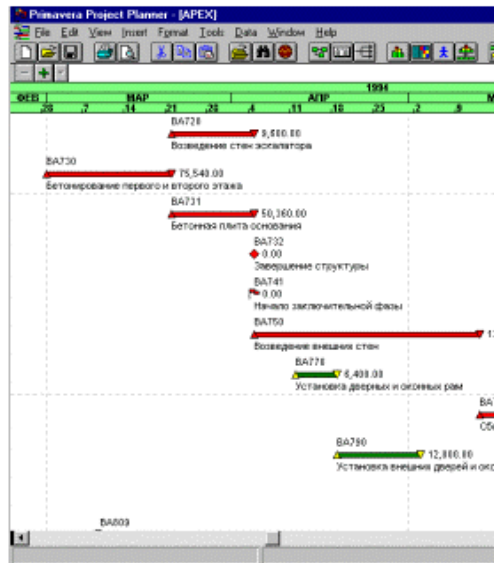 Primavera Project Planner - [APEX]
File Edit View Insert Format Tools Data Window Help
1994
ФЕВ МАР АПР М
28 7 14 21 28 4 11 18 25 2 9
BA720
9,600.00
Возведение стен эскалатора
BA730
75,540.00
Бетонирование первого и второго этажа
BA731
50,360.00
Бетонная плита основания
BA732
0.00
Завершение структуры
BA741
0.00
Начало заключительной фазы
BA750
Возведение внешних стен
BA770
6,400.00
Установка дверных и оконных рам
BA790
12,800.00
Установка внешних дверей и око
BA809